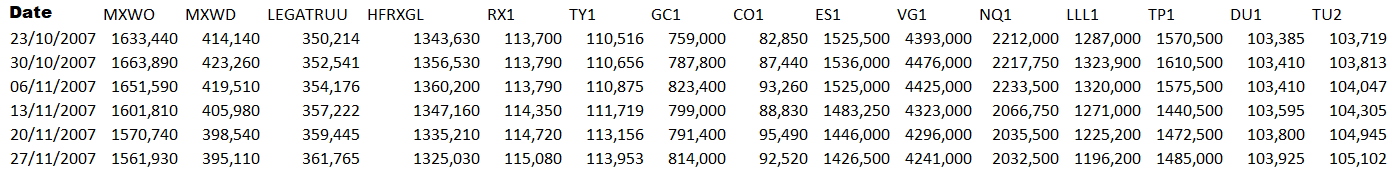 Date MXWO MXWD LEGATRUU HFRXGL RX1 TY1 GC1 CO1 ES1 VG1 NQ1 LLL1 TP1 DU1 TU2
23/10/2007 1633,440 414,140 350,214 1343,630 113,700 110,516 759,000 82,850 1525,500 4393,000 2212,000 1287,000 1570,500 103,385 103,719
30/10/2007 1663,890 423,260 352,541 1356,530 113,790 110,656 787,800 87,440 1536,000 4476,000 2217,750 1323,900 1610,500 103,410 103,813
06/11/2007 1651,590 419,510 354,176 1360,200 113,790 110,875 823,400 93,260 1525,000 4425,000 2233,500 1320,000 1575,500 103,410 104,047
13/11/2007 1601,810 405,980 357,222 1347,160 114,350 111,719 799,000 88,830 1483,250 4323,000 2066,750 1271,000 1440,500 103,595 104,305
20/11/2007 1570,740 398,540 359,445 1335,210 114,720 113,156 791,400 95,490 1446,000 4296,000 2035,500 1225,200 1472,500 103,800 104,945
27/11/2007 1561,930 395,110 361,765 1325,030 115,080 113,953 814,000 92,520 1426,500 4241,000 2032,500 1196,200 1485,000 103,925 105,102